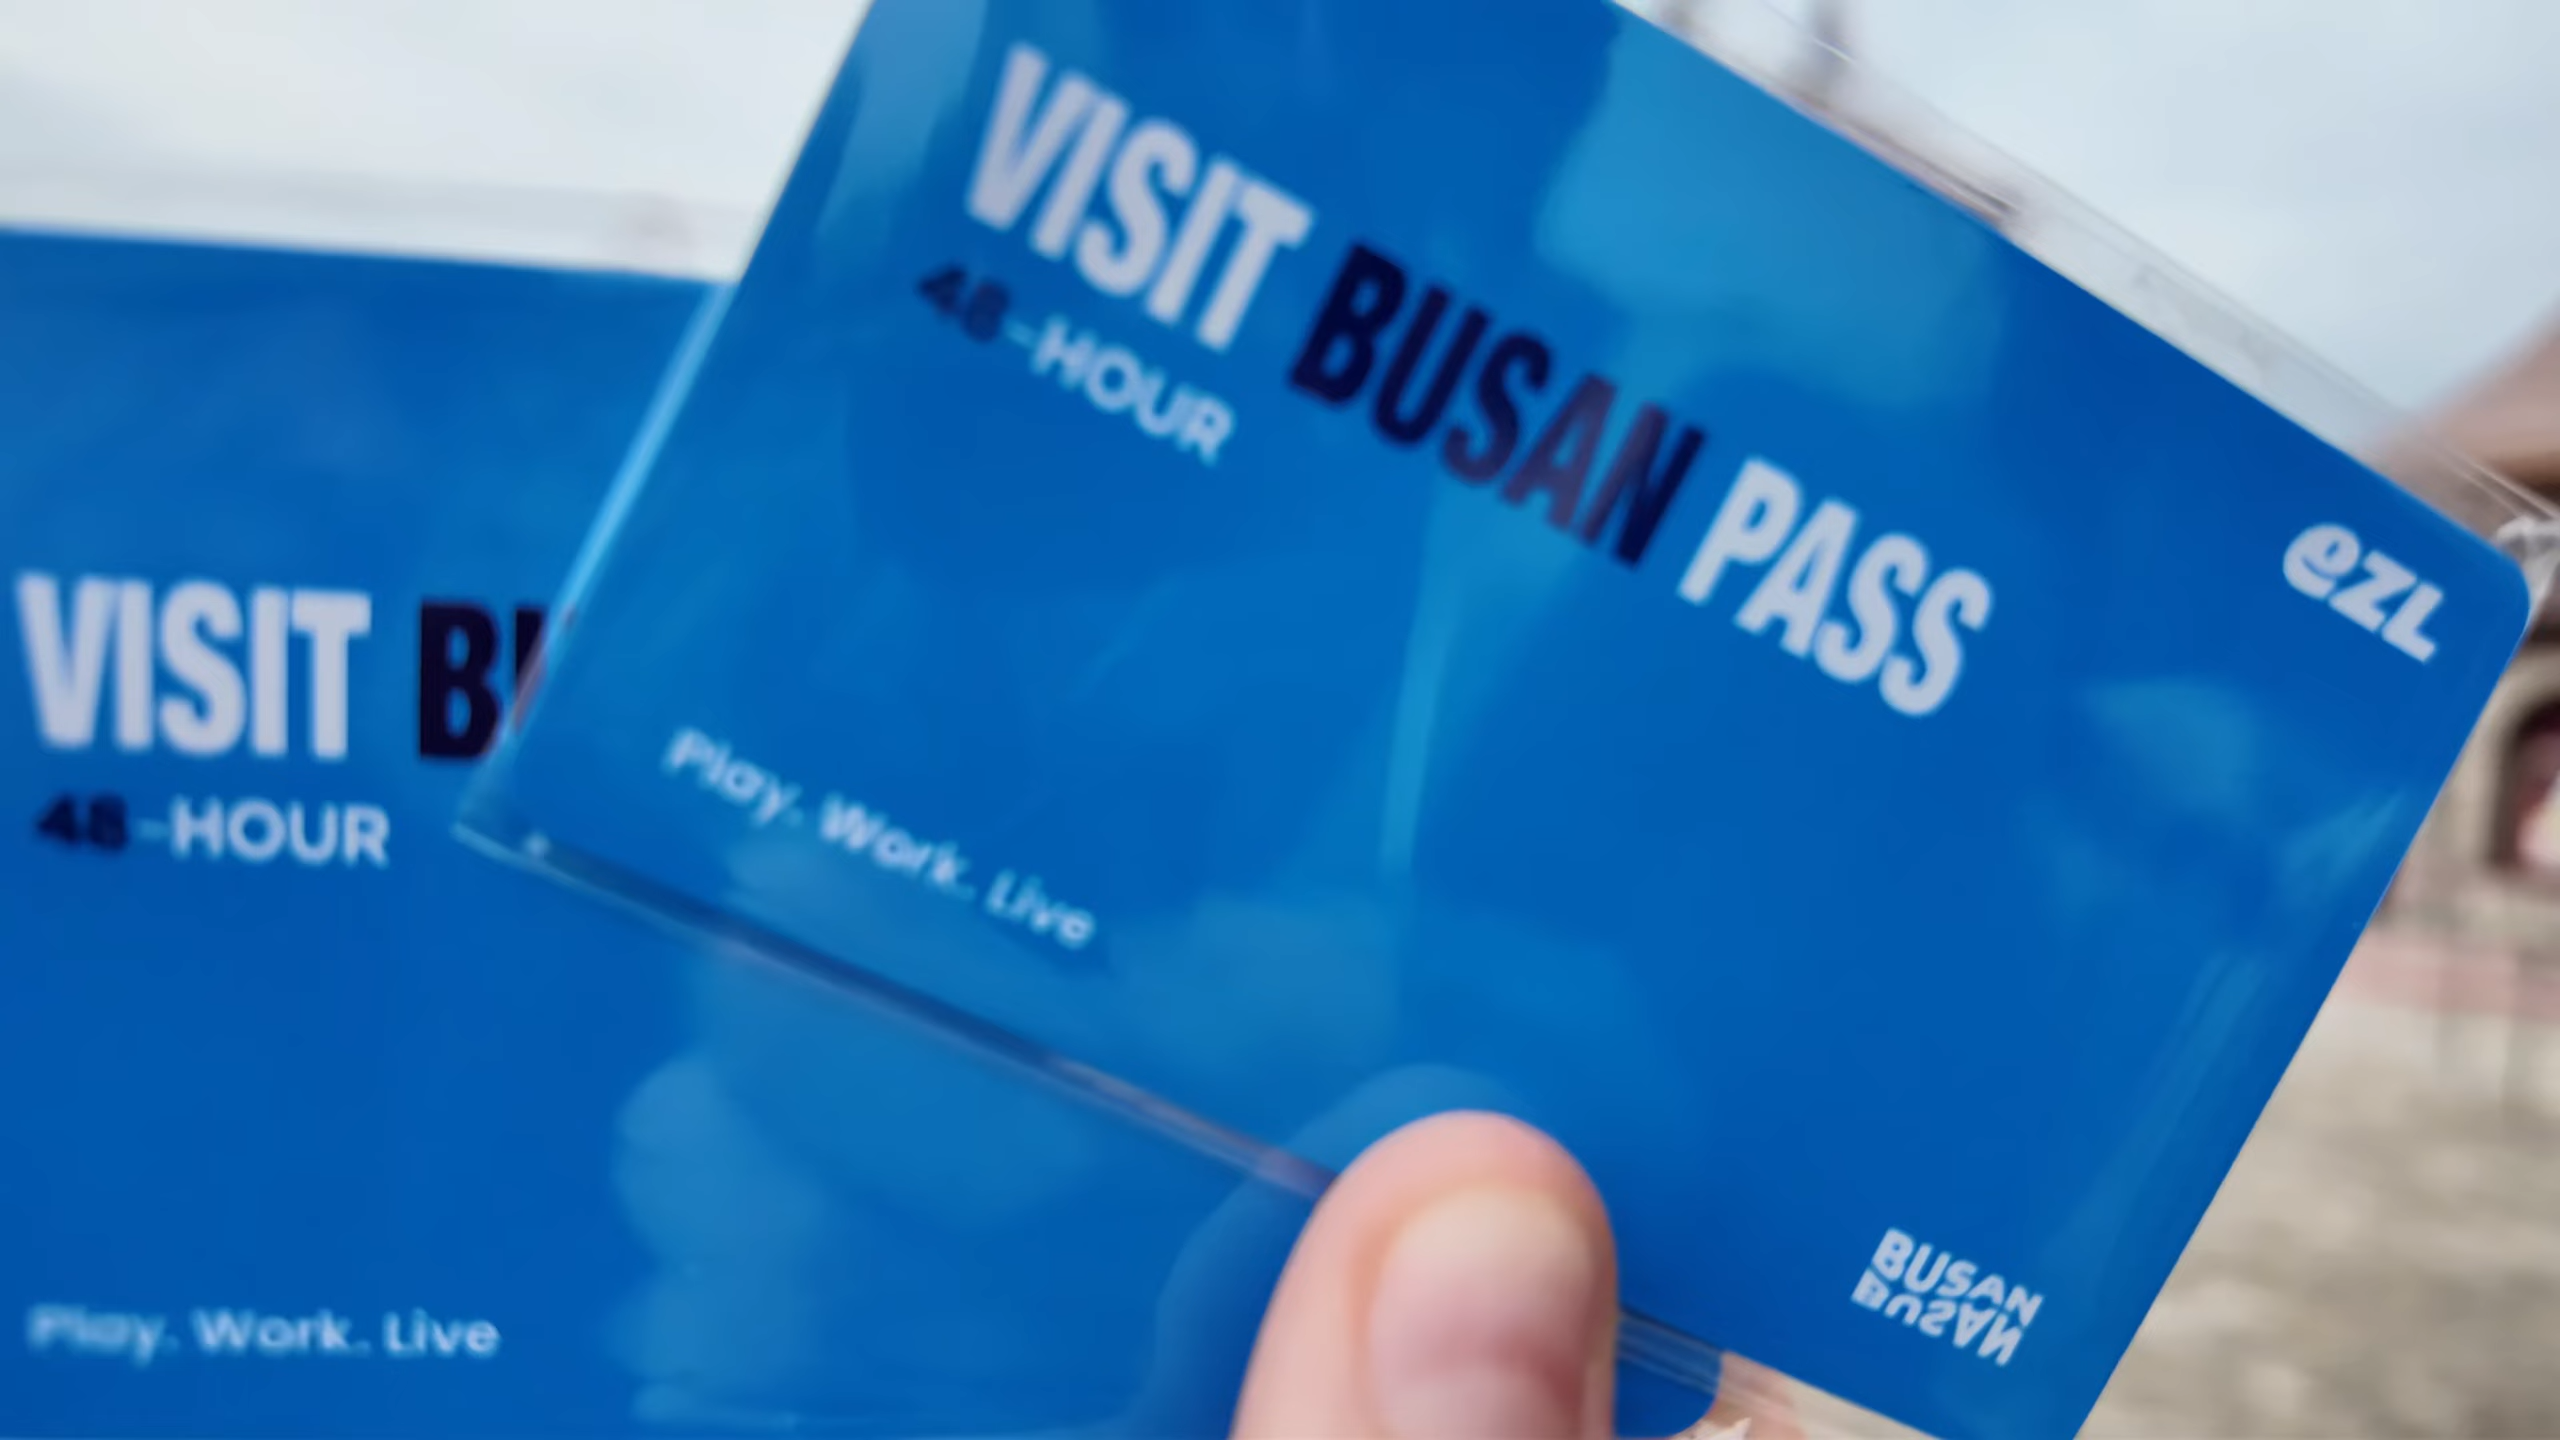 VISIT BUSAN PASS
48-HOUR
eZL
Play. Work. Live
BUSAN
BUSAN
VISIT
48-HOUR
Play. Work. Live